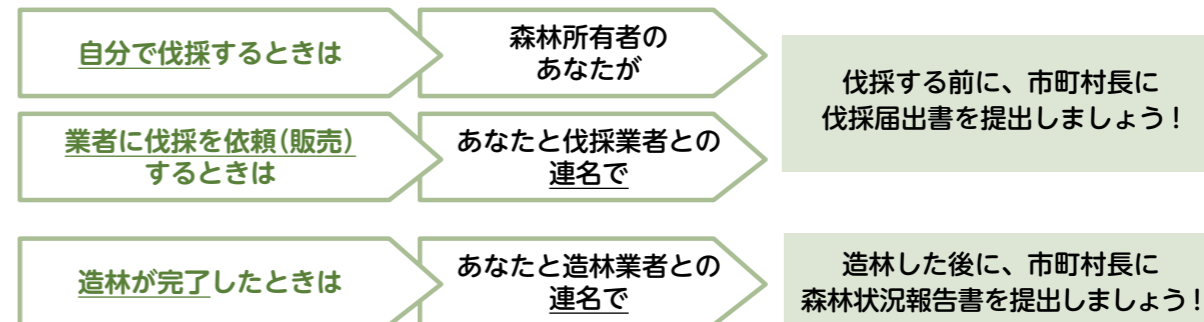 自分で伐採するときは
森林所有者の
あなたが
業者に伐採を依頼(販売)
するときは
あなたと伐採業者との
連名で
伐採する前に、市町村長に
伐採届出書を提出しましょう！
造林が完了したときは
あなたと造林業者との
連名で
造林した後に、市町村長に
森林状況報告書を提出しましょう！